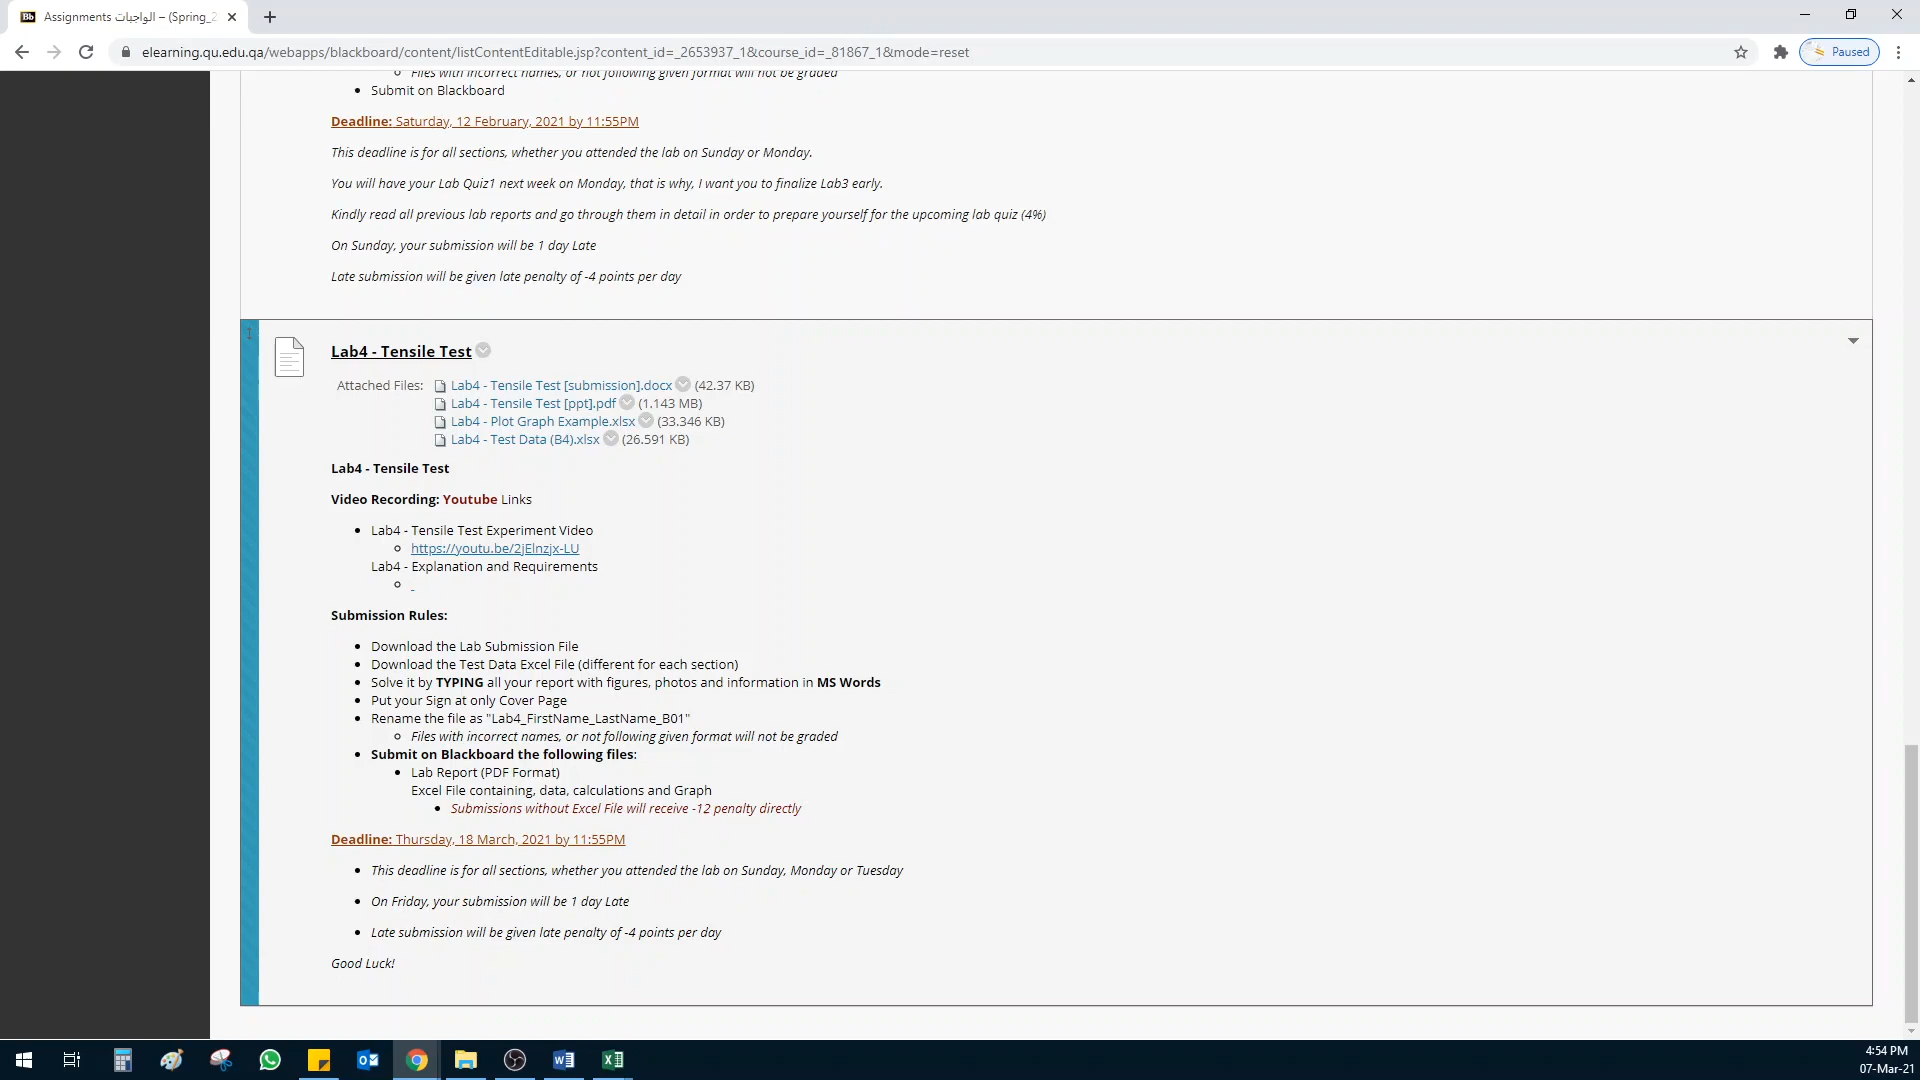 Assignments الواجبات – (Spring_2
elearning.qu.edu.qa/webapps/blackboard/content/listContentEditable.jsp?content_id=_2653937_1&course_id=_81867_1&mode=reset
Paused
Files with incorrect names, or not following given format will not be graded
Submit on Blackboard
Deadline: Saturday, 12 February, 2021 by 11:55PM
This deadline is for all sections, whether you attended the lab on Sunday or Monday.
You will have your Lab Quiz1 next week on Monday, that is why, I want you to finalize Lab3 early.
Kindly read all previous lab reports and go through them in detail in order to prepare yourself for the upcoming lab quiz (4%)
On Sunday, your submission will be 1 day Late
Late submission will be given late penalty of -4 points per day
Lab4 - Tensile Test
Attached Files: Lab4 - Tensile Test [submission].docx (42.37 KB)
Lab4 - Tensile Test [ppt].pdf (1.143 MB)
Lab4 - Plot Graph Example.xlsx (33.346 KB)
Lab4 - Test Data (B4).xlsx (26.591 KB)
Lab4 - Tensile Test
Video Recording: Youtube Links
Lab4 - Tensile Test Experiment Video
https://youtu.be/2jElnzjx-LU
Lab4 - Explanation and Requirements
-
Submission Rules:
Download the Lab Submission File
Download the Test Data Excel File (different for each section)
Solve it by TYPING all your report with figures, photos and information in MS Words
Put your Sign at only Cover Page
Rename the file as "Lab4_FirstName_LastName_B01"
Files with incorrect names, or not following given format will not be graded
Submit on Blackboard the following files:
Lab Report (PDF Format)
Excel File containing, data, calculations and Graph
Submissions without Excel File will receive -12 penalty directly
Deadline: Thursday, 18 March, 2021 by 11:55PM
This deadline is for all sections, whether you attended the lab on Sunday, Monday or Tuesday
On Friday, your submission will be 1 day Late
Late submission will be given late penalty of -4 points per day
Good Luck!
4:54 PM
07-Mar-21